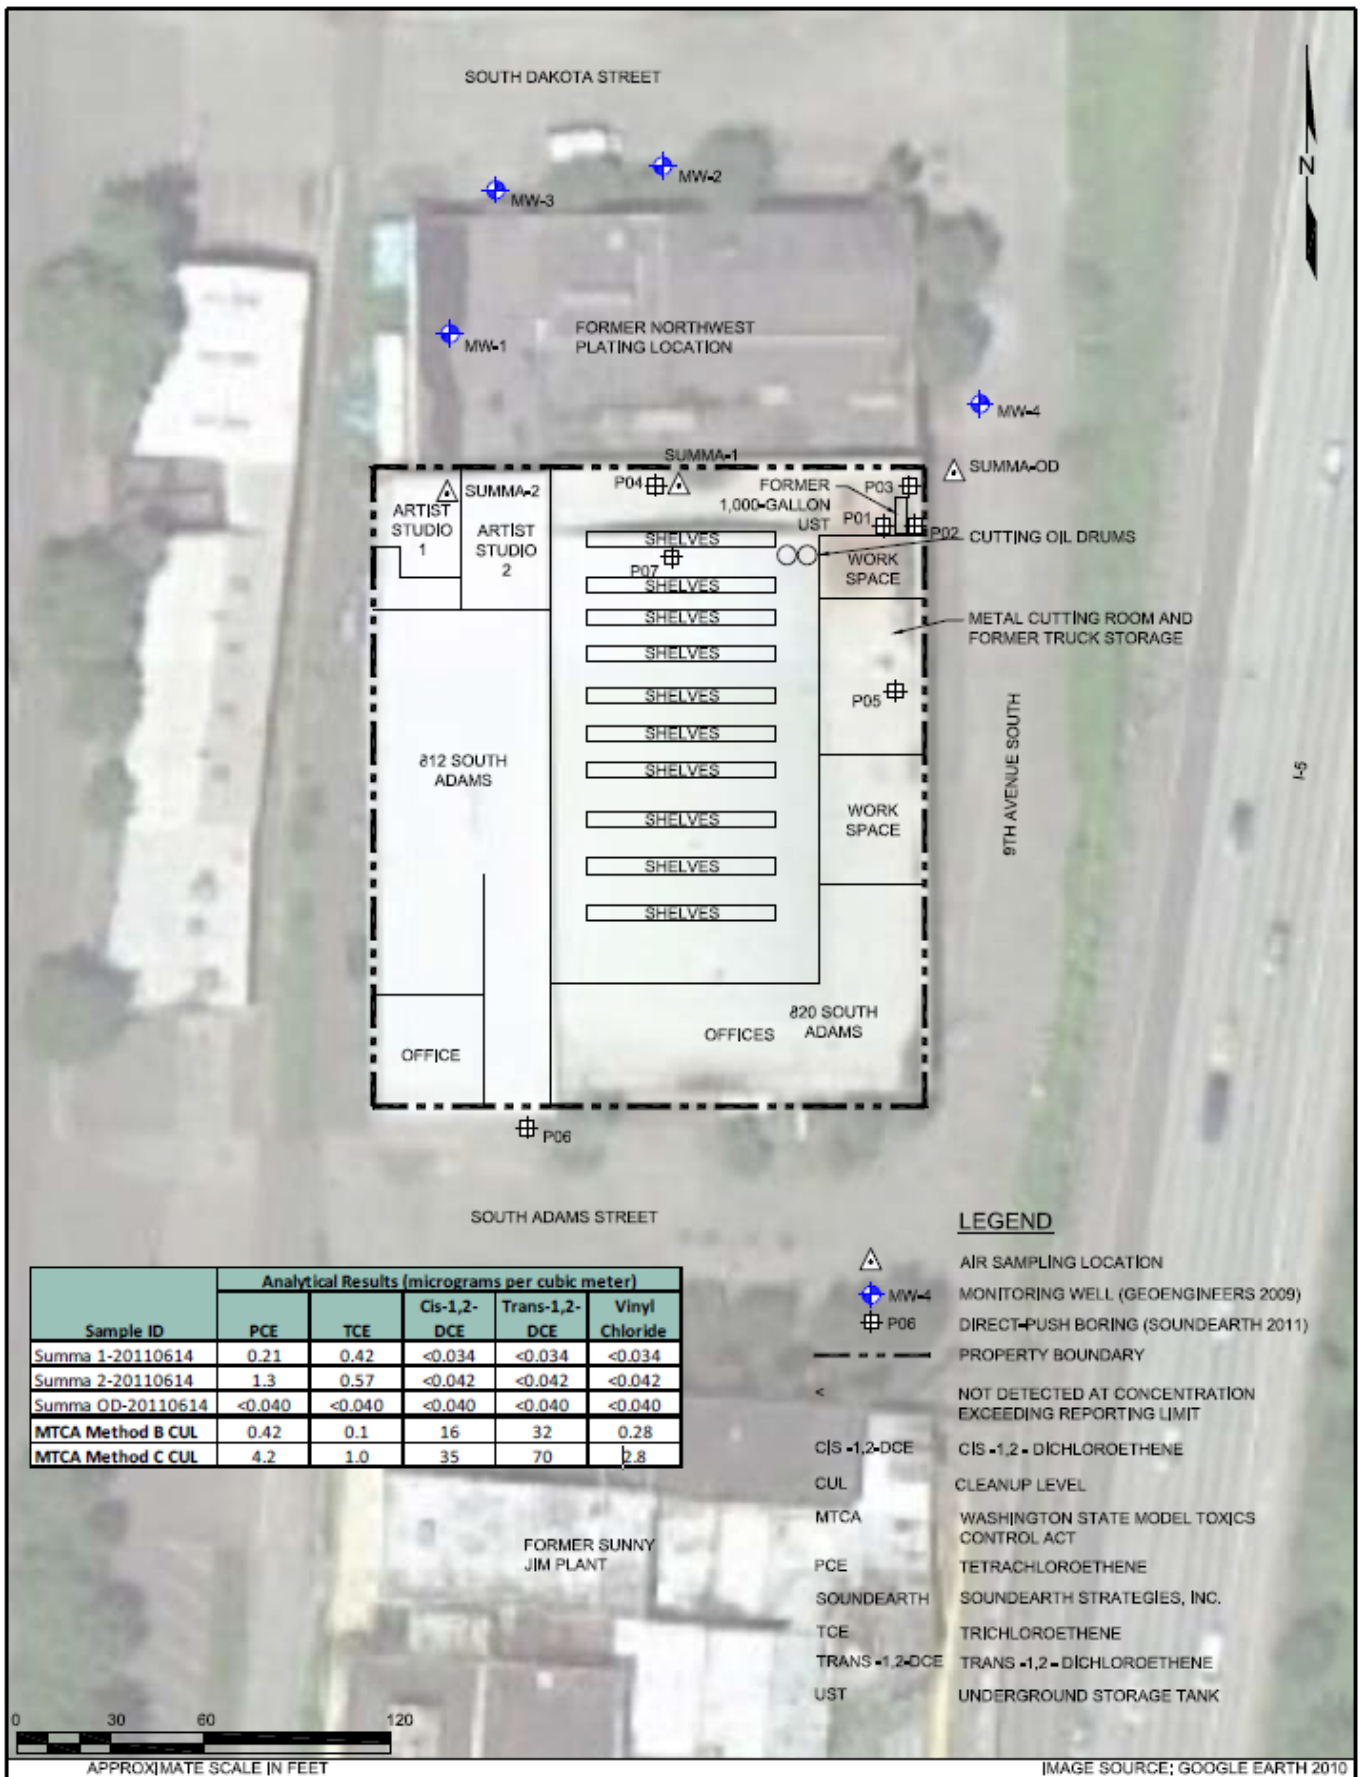 SOUTH DAKOTA STREET
N
MW-2
MW-3
FORMER NORTHWEST
PLATING LOCATION
MW-1
MW-4
SUMMA-1
SUMMA-OD
P04
FORMER
1,000-GALLON
UST
P03
P01
P02
SUMMA-2
ARTIST
STUDIO
1
ARTIST
STUDIO
2
CUTTING OIL DRUMS
SHELVES
P07
WORK
SPACE
SHELVES
SHELVES
METAL CUTTING ROOM AND
FORMER TRUCK STORAGE
SHELVES
SHELVES
P05
SHELVES
SHELVES
812 SOUTH
ADAMS
9TH AVENUE SOUTH
I-5
SHELVES
WORK
SPACE
SHELVES
SHELVES
820 SOUTH
ADAMS
OFFICES
OFFICE
P06
SOUTH ADAMS STREET
LEGEND
AIR SAMPLING LOCATION
MW-4 MONITORING WELL (GEOENGINEERS 2009)
P06 DIRECT-PUSH BORING (SOUNDEARTH 2011)
PROPERTY BOUNDARY
< NOT DETECTED AT CONCENTRATION
EXCEEDING REPORTING LIMIT
CIS -1,2-DCE CIS -1,2 - DICHLOROETHENE
CUL CLEANUP LEVEL
MTCA WASHINGTON STATE MODEL TOXICS
CONTROL ACT
PCE TETRACHLOROETHENE
SOUNDEARTH SOUNDEARTH STRATEGIES, INC.
TCE TRICHLOROETHENE
TRANS -1,2-DCE TRANS -1,2 - DICHLOROETHENE
UST UNDERGROUND STORAGE TANK
Analytical Results (micrograms per cubic meter)
Sample ID PCE TCE Cis-1,2-DCE Trans-1,2-DCE Vinyl Chloride
Summa 1-20110614 0.21 0.42 <0.034 <0.034 <0.034
Summa 2-20110614 1.3 0.57 <0.042 <0.042 <0.042
Summa OD-20110614 <0.040 <0.040 <0.040 <0.040 <0.040
MTCA Method B CUL 0.42 0.1 16 32 0.28
MTCA Method C CUL 4.2 1.0 35 70 2.8
FORMER SUNNY
JIM PLANT
0 30 60 120
APPROXIMATE SCALE IN FEET
IMAGE SOURCE; GOOGLE EARTH 2010